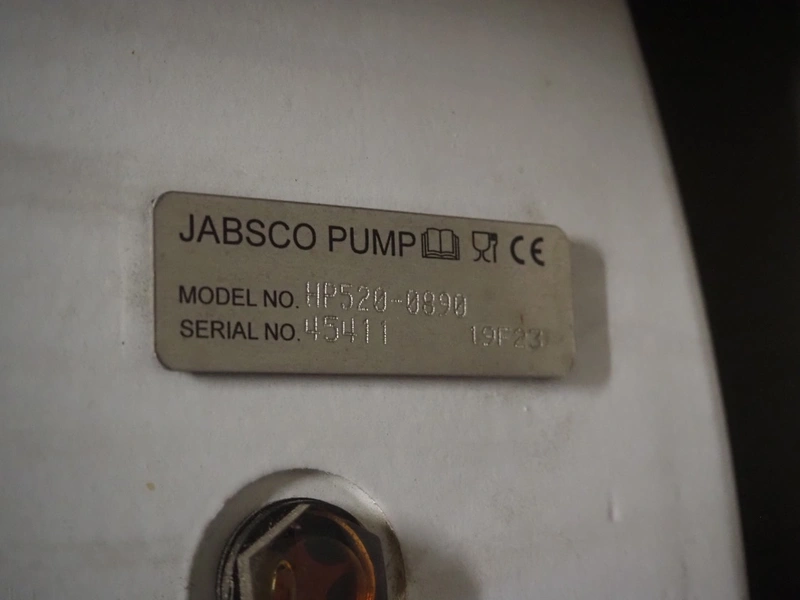 JABSCO PUMP CE
MODEL NO. HP520-0890
SERIAL NO. 45411 19F23